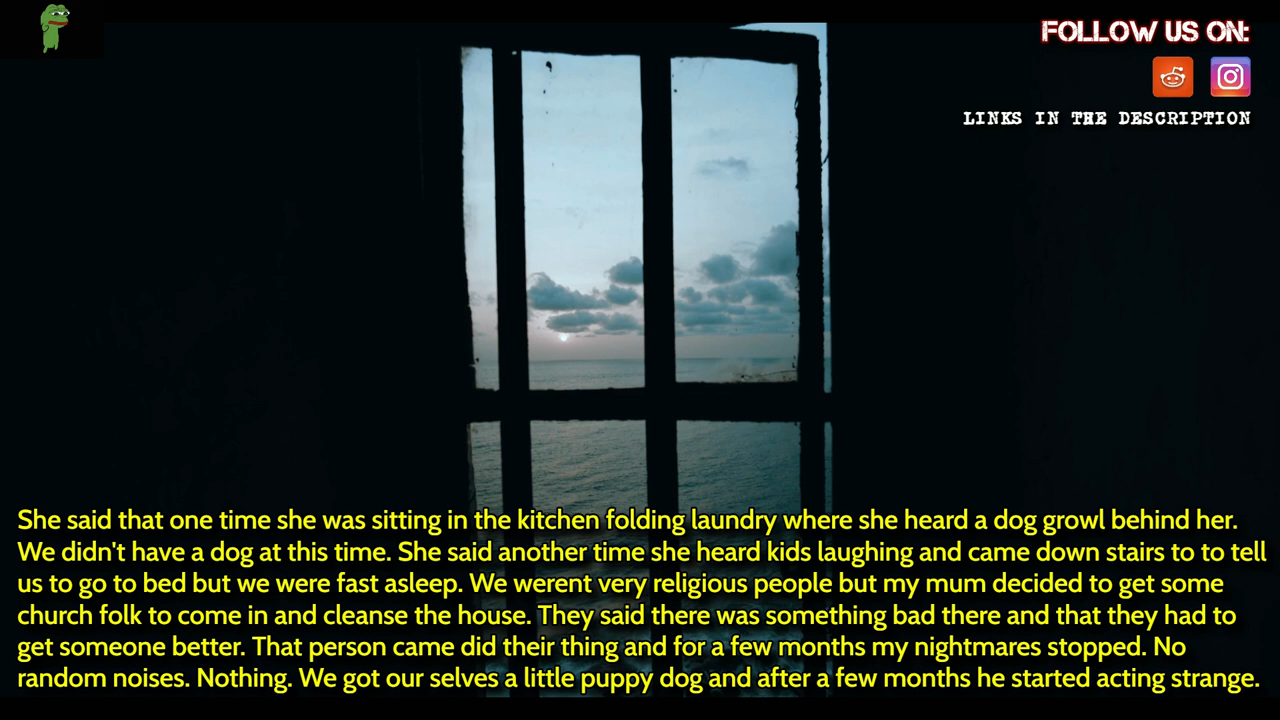 FOLLOW US ON:
LINKS IN THE DESCRIPTION
She said that one time she was sitting in the kitchen folding laundry where she heard a dog growl behind her.
We didn't have a dog at this time. She said another time she heard kids laughing and came down stairs to to tell
us to go to bed but we were fast asleep. We werent very religious people but my mum decided to get some
church folk to come in and cleanse the house. They said there was something bad there and that they had to
get someone better. That person came did their thing and for a few months my nightmares stopped. No
random noises. Nothing. We got our selves a little puppy dog and after a few months he started acting strange.